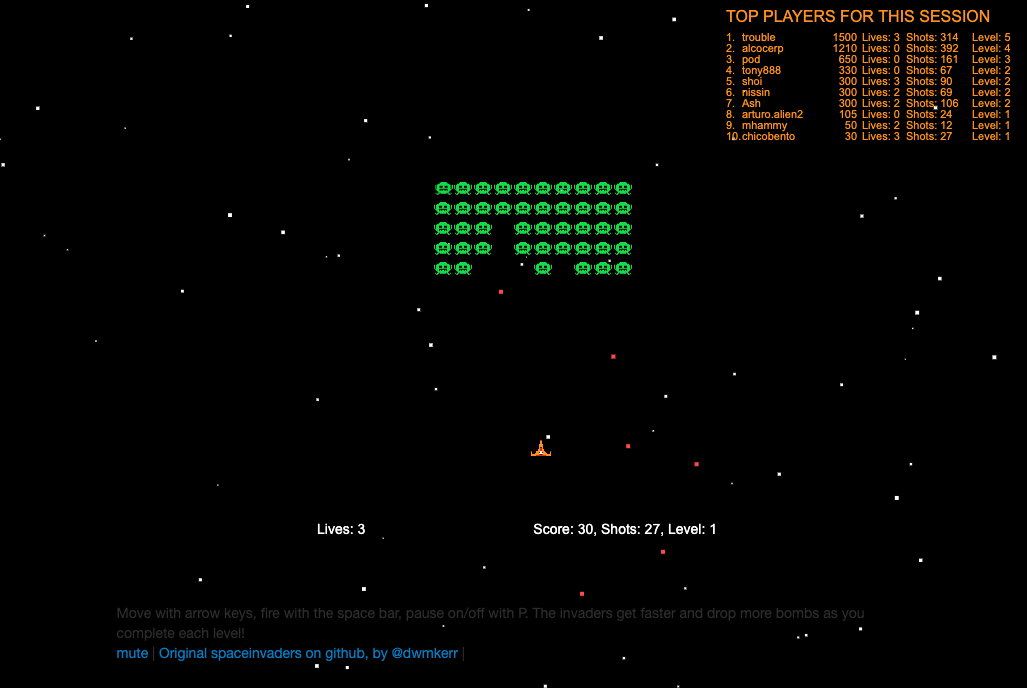 TOP PLAYERS FOR THIS SESSION
1. trouble 1500 Lives: 3 Shots: 314 Level: 5
2. alcocerp 1210 Lives: 0 Shots: 392 Level: 4
3. pod 650 Lives: 0 Shots: 161 Level: 3
4. tony888 330 Lives: 0 Shots: 67 Level: 2
5. shoi 300 Lives: 3 Shots: 90 Level: 2
6. nissin 300 Lives: 2 Shots: 69 Level: 2
7. Ash 300 Lives: 2 Shots: 106 Level: 2
8. arturo.alien2 105 Lives: 0 Shots: 24 Level: 1
9. mhammy 50 Lives: 2 Shots: 12 Level: 1
10. chicobento 30 Lives: 3 Shots: 27 Level: 1
Lives: 3 Score: 30, Shots: 27, Level: 1
Move with arrow keys, fire with the space bar, pause on/off with P. The invaders get faster and drop more bombs as you
complete each level!
mute | Original spaceinvaders on github, by @dwmkerr |